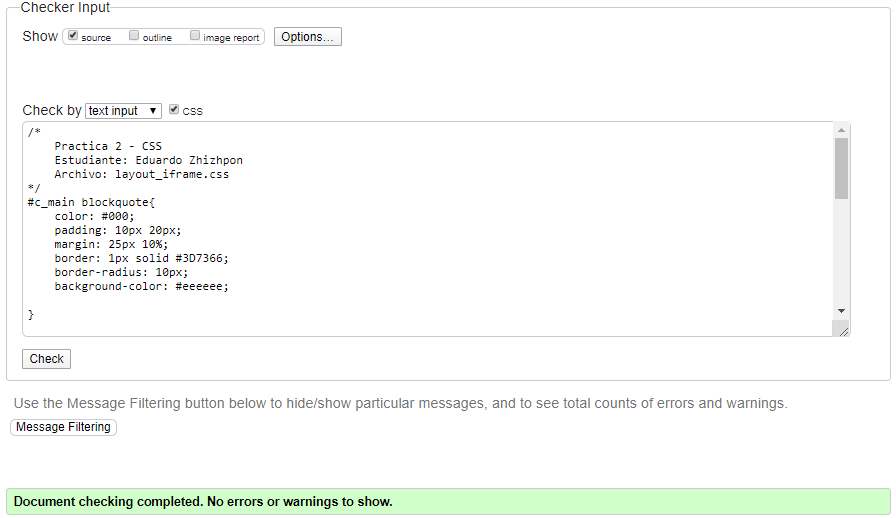 Checker Input
Show source outline image report Options...
Check by text input css
/*
    Practica 2 - CSS
    Estudiante: Eduardo Zhizhpon
    Archivo: layout_iframe.css
*/
#c_main blockquote{
    color: #000;
    padding: 10px 20px;
    margin: 25px 10%;
    border: 1px solid #3D7366;
    border-radius: 10px;
    background-color: #eeeeee;
}
Check
Use the Message Filtering button below to hide/show particular messages, and to see total counts of errors and warnings.
Message Filtering
Document checking completed. No errors or warnings to show.